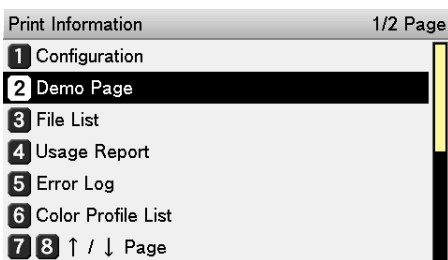 Print Information 1/2 Page
1 Configuration
2 Demo Page
3 File List
4 Usage Report
5 Error Log
6 Color Profile List
7 8 ↑ / ↓ Page